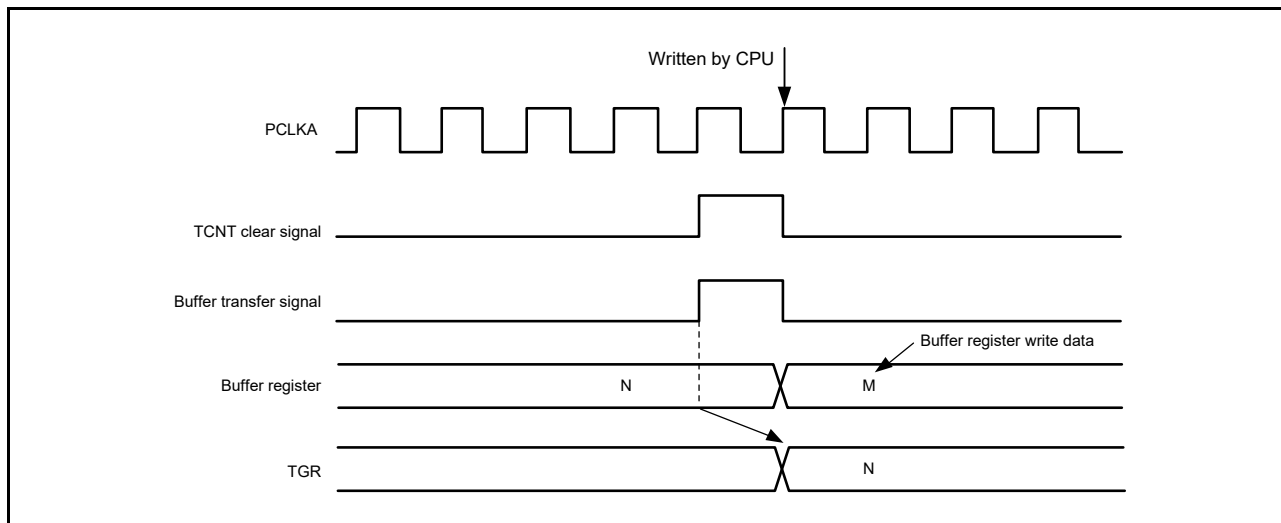 Written by CPU
PCLKA
TCNT clear signal
Buffer transfer signal
Buffer register write data
Buffer register
N
M
TGR
N